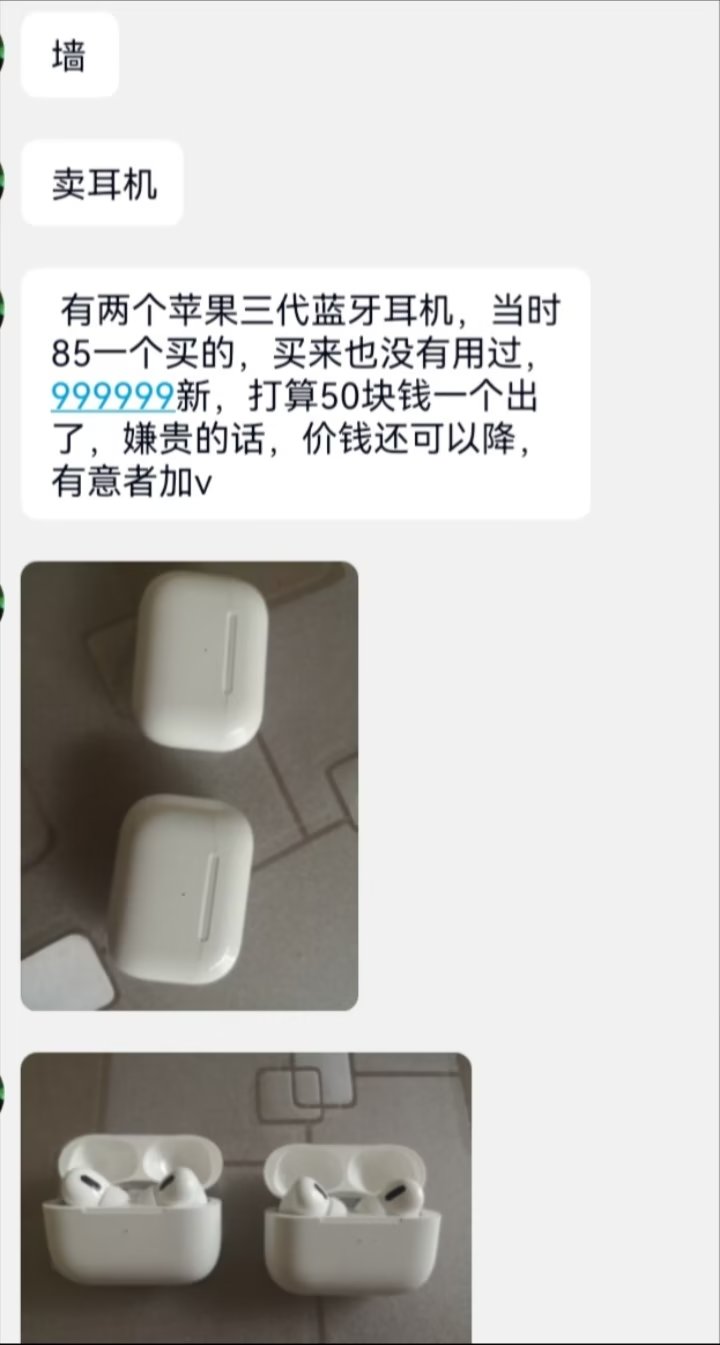 墙
卖耳机
有两个苹果三代蓝牙耳机，当时
85一个买的，买来也没有用过，
999999新，打算50块钱一个出
了，嫌贵的话，价钱还可以降，
有意者加v